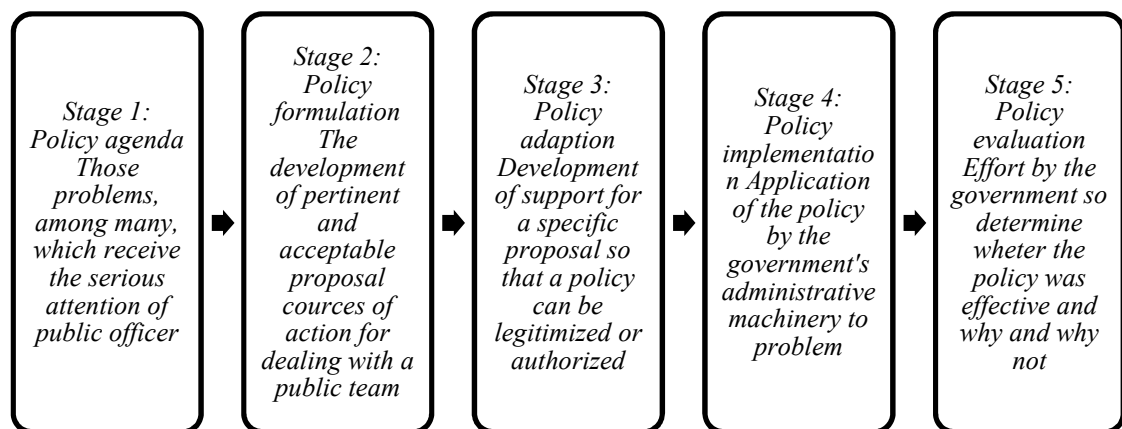 Stage 1:
Policy agenda
Those
problems,
among many,
which receive
the serious
attention of
public officer
Stage 2:
Policy
formulation
The
development
of pertinent
and
acceptable
proposal
cources of
action for
dealing with a
public team
Stage 3:
Policy
adaption
Development
of support for
a specific
proposal so
that a policy
can be
legitimized or
authorized
Stage 4:
Policy
implementatio
n Application
of the policy
by the
government's
administrative
machinery to
problem
Stage 5:
Policy
evaluation
Effort by the
government so
determine
wheter the
policy was
effective and
why and why
not